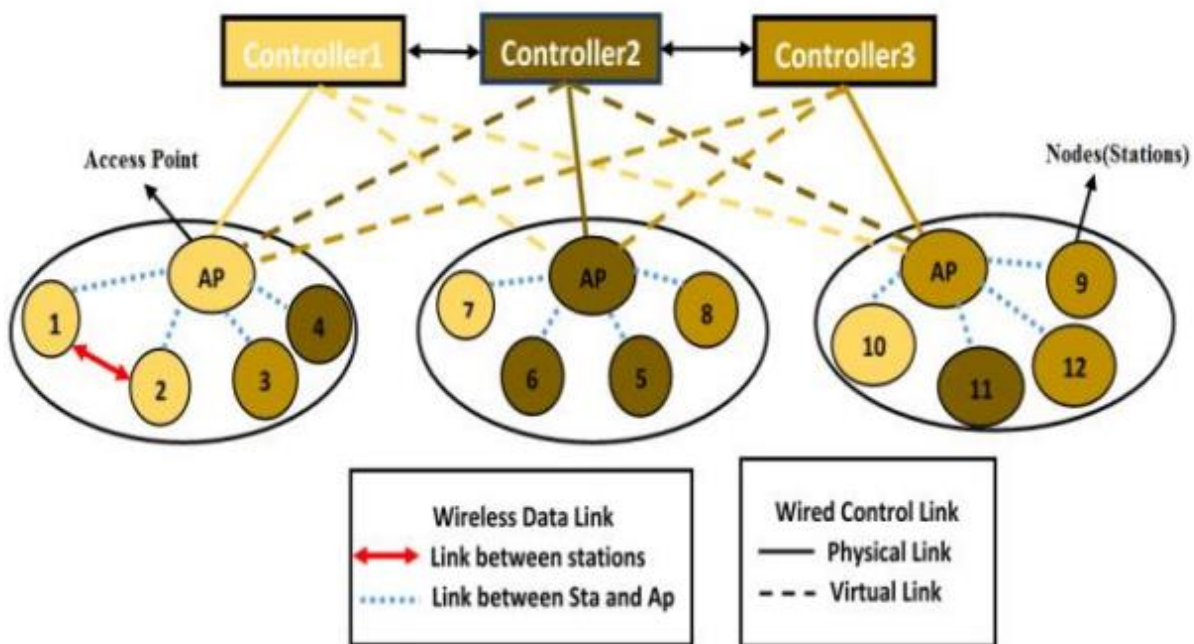 Controller1
Controller2
Controller3
Access Point
Nodes(Stations)
AP
1
2
3
4
AP
7
6
5
8
AP
10
11
12
9
Wireless Data Link
Link between stations
Link between Sta and Ap
Wired Control Link
Physical Link
Virtual Link